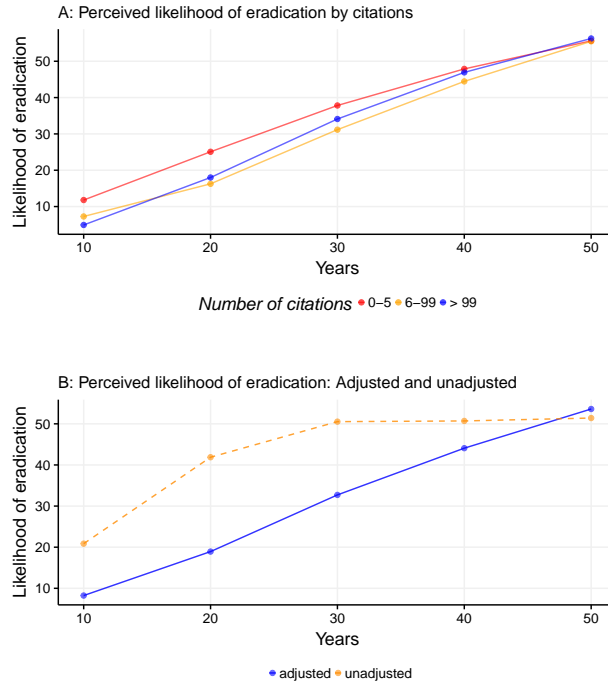 A: Perceived likelihood of eradication by citations
Likelihood of eradication
50
40
30
20
10
10 20 30 40 50
Years
Number of citations 0–5 6–99 > 99
B: Perceived likelihood of eradication: Adjusted and unadjusted
Likelihood of eradication
50
40
30
20
10
10 20 30 40 50
Years
adjusted unadjusted